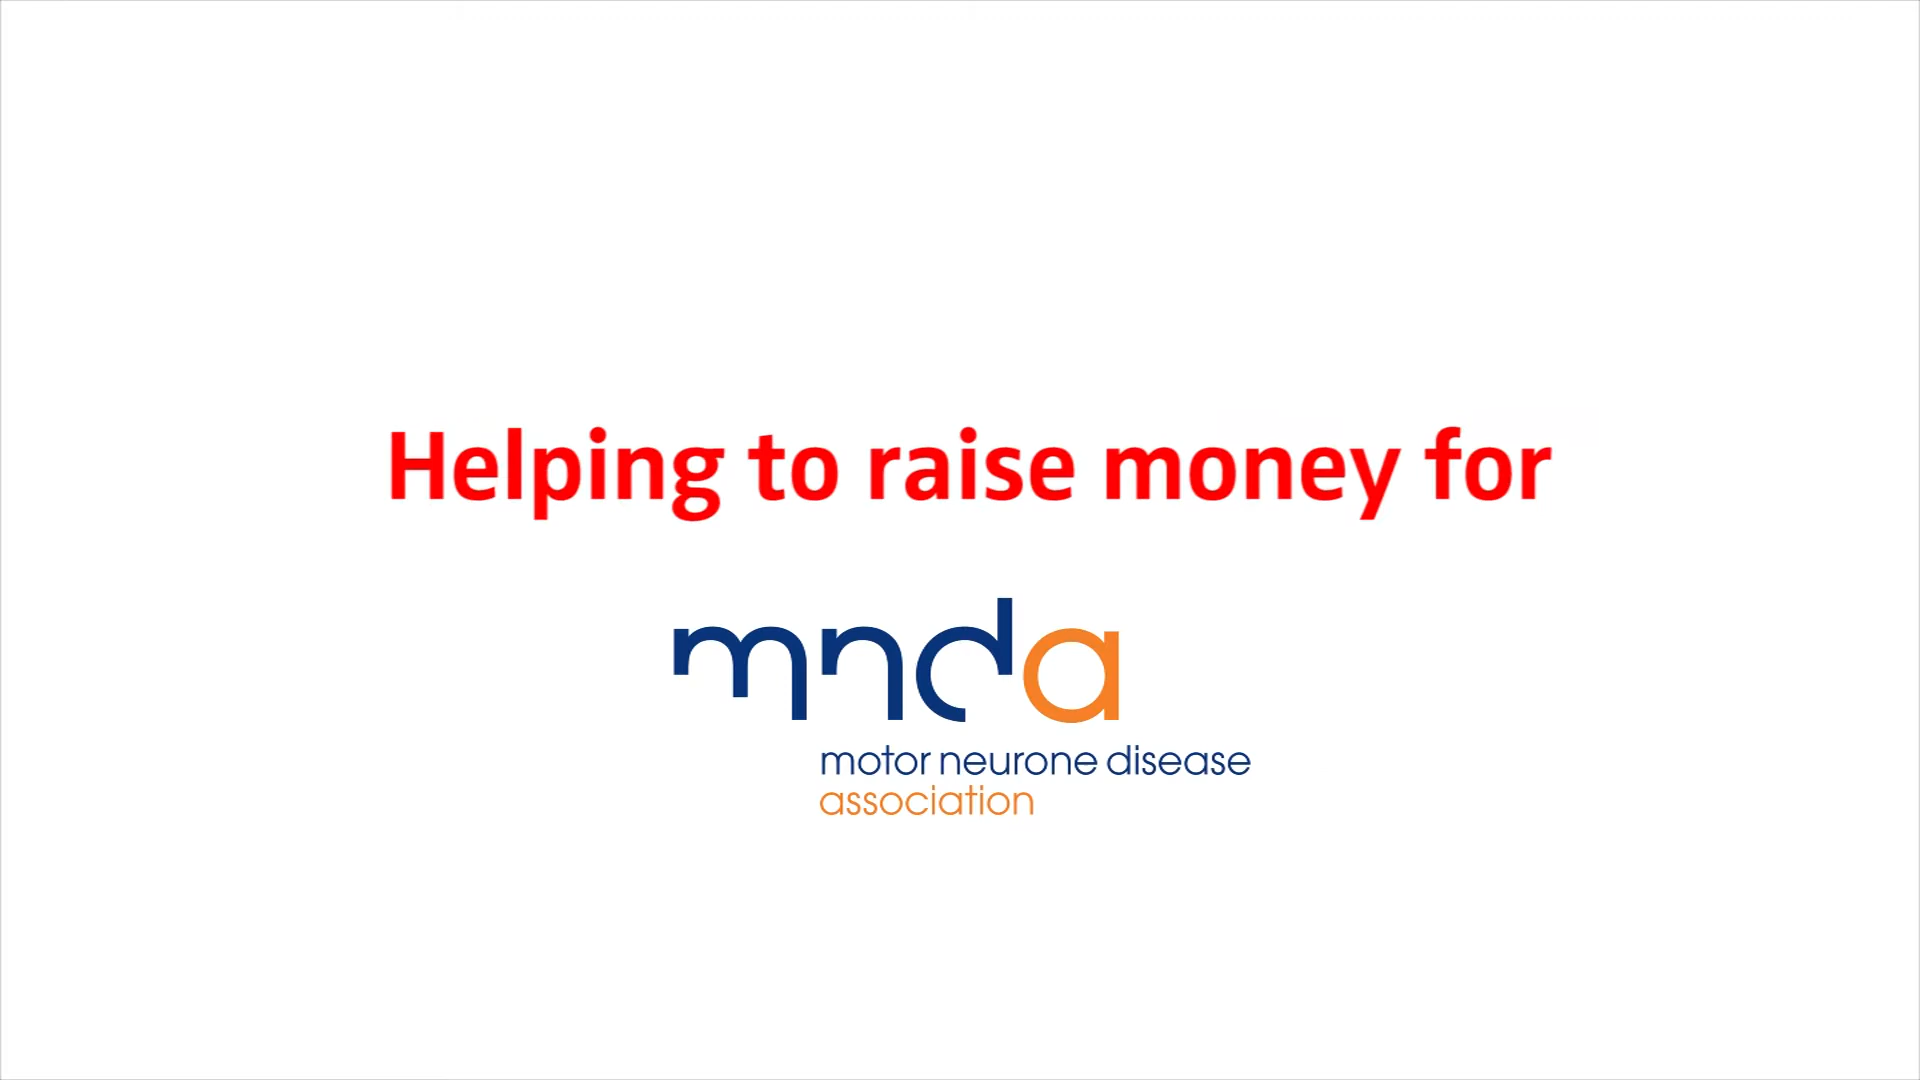 Helping to raise money for
mnda
motor neurone disease
association